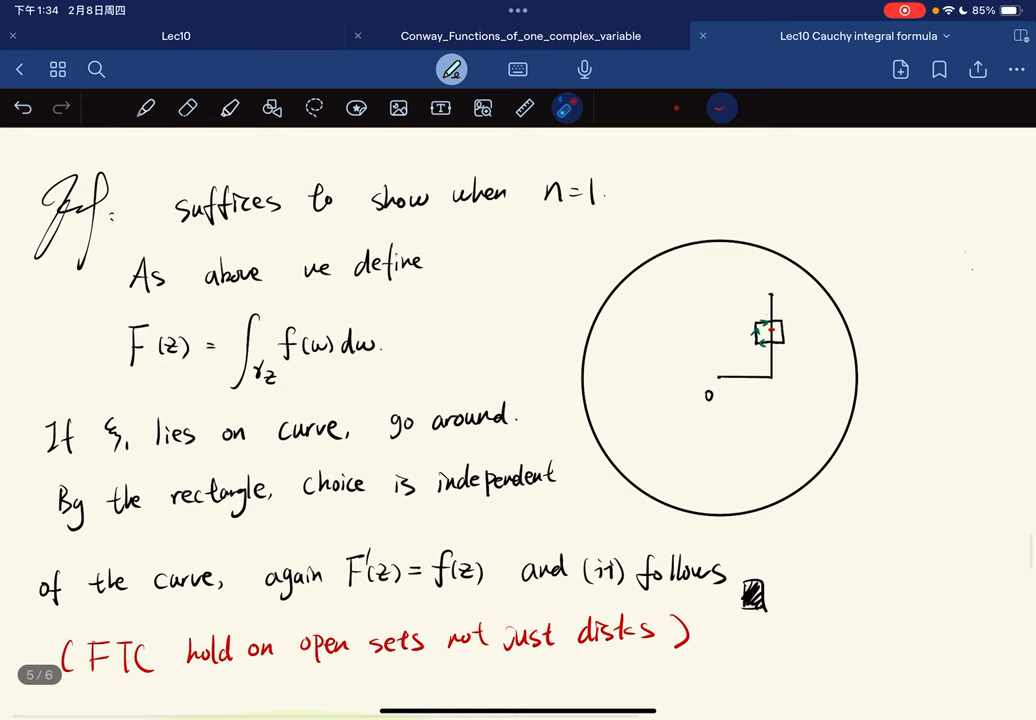 下午1:34 2月8日周四
85%
Lec10
Conway_Functions_of_one_complex_variable
Lec10 Cauchy integral formula
Proof: suffices to show when n=1.
As above we define
F(z) = ∫_{γ_z} f(w)dw.
0
If ξ₁ lies on curve, go around.
By the rectangle, choice is independent
of the curve, again F'(z) = f(z) and (ii) follows
(FTC hold on open sets not just disks)
5 / 6